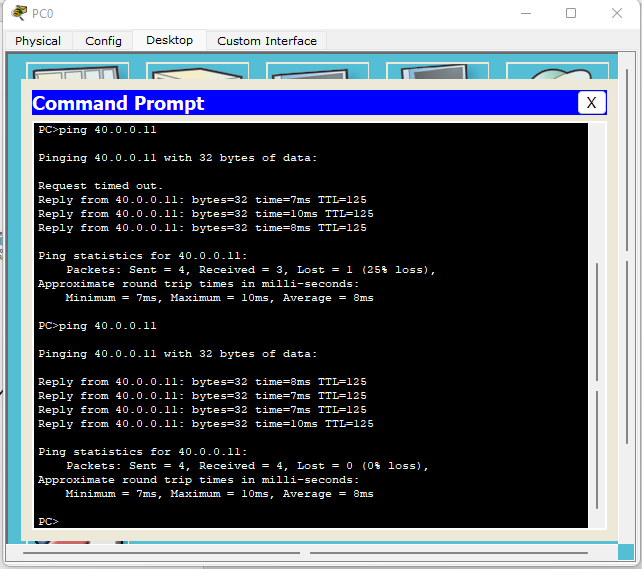 PC0
Physical Config Desktop Custom Interface
Command Prompt X
PC>ping 40.0.0.11
Pinging 40.0.0.11 with 32 bytes of data:
Request timed out.
Reply from 40.0.0.11: bytes=32 time=7ms TTL=125
Reply from 40.0.0.11: bytes=32 time=10ms TTL=125
Reply from 40.0.0.11: bytes=32 time=8ms TTL=125
Ping statistics for 40.0.0.11:
Packets: Sent = 4, Received = 3, Lost = 1 (25% loss),
Approximate round trip times in milli-seconds:
Minimum = 7ms, Maximum = 10ms, Average = 8ms
PC>ping 40.0.0.11
Pinging 40.0.0.11 with 32 bytes of data:
Reply from 40.0.0.11: bytes=32 time=8ms TTL=125
Reply from 40.0.0.11: bytes=32 time=7ms TTL=125
Reply from 40.0.0.11: bytes=32 time=7ms TTL=125
Reply from 40.0.0.11: bytes=32 time=10ms TTL=125
Ping statistics for 40.0.0.11:
Packets: Sent = 4, Received = 4, Lost = 0 (0% loss),
Approximate round trip times in milli-seconds:
Minimum = 7ms, Maximum = 10ms, Average = 8ms
PC>